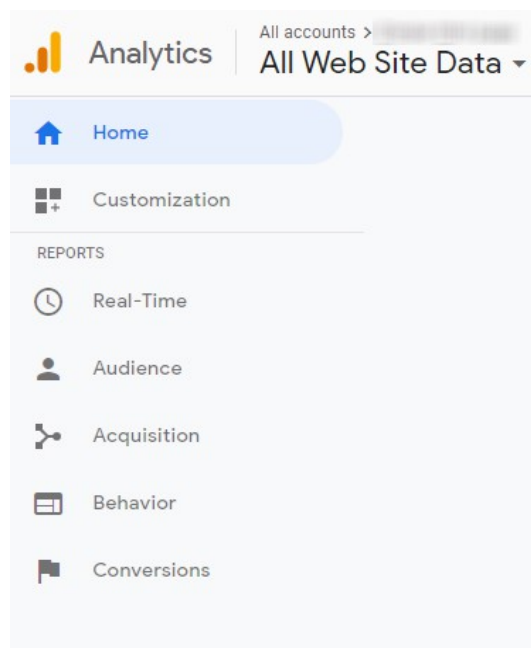 Analytics
All accounts >
All Web Site Data
Home
Customization
REPORTS
Real-Time
Audience
Acquisition
Behavior
Conversions